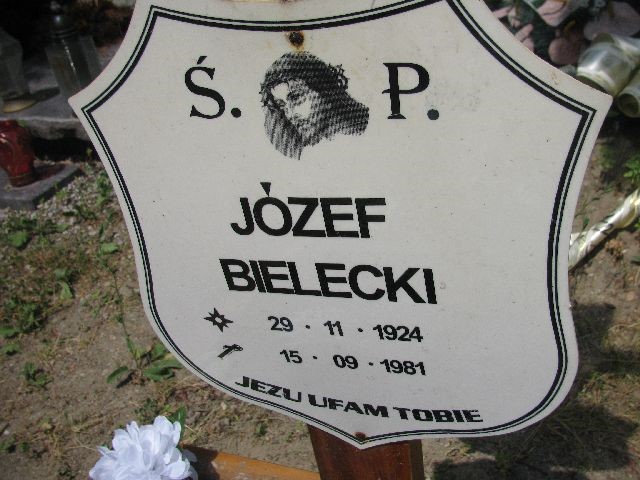 Ś. P.
JÓZEF
BIELECKI
29 · 11 · 1924
15 · 09 · 1981
JEZU UFAM TOBIE